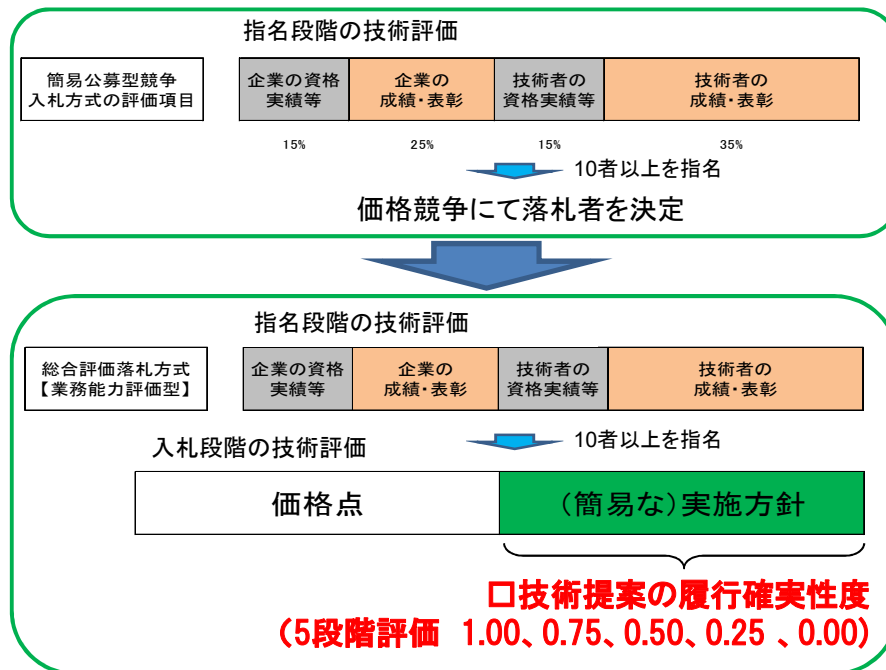 指名段階の技術評価
簡易公募型競争
入札方式の評価項目
企業の資格
実績等
企業の
成績・表彰
技術者の
資格実績等
技術者の
成績・表彰
15%
25%
15%
35%
10者以上を指名
価格競争にて落札者を決定
指名段階の技術評価
総合評価落札方式
【業務能力評価型】
企業の資格
実績等
企業の
成績・表彰
技術者の
資格実績等
技術者の
成績・表彰
10者以上を指名
入札段階の技術評価
価格点
（簡易な）実施方針
□技術提案の履行確実性度
（5段階評価 1.00、0.75、0.50、0.25 、0.00）